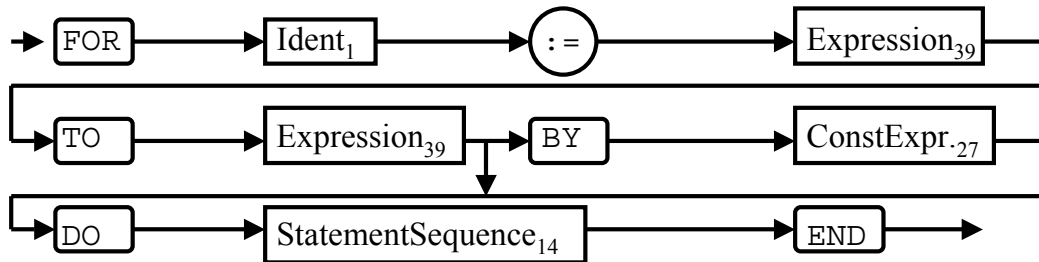 FOR Ident1 := Expression39
TO Expression39 BY ConstExpr.27
DO StatementSequence14 END